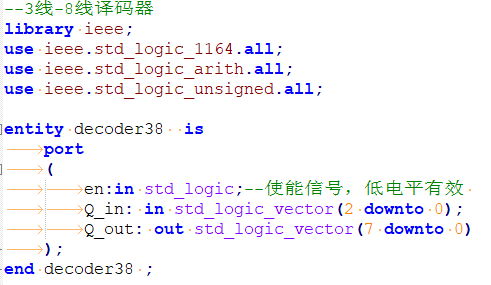 --3线-8线译码器
library ieee;
use ieee.std_logic_1164.all;
use ieee.std_logic_arith.all;
use ieee.std_logic_unsigned.all;
entity decoder38  is
port
(
en:in std_logic;--使能信号，低电平有效
Q_in: in std_logic_vector(2 downto 0);
Q_out: out std_logic_vector(7 downto 0)
);
end decoder38 ;